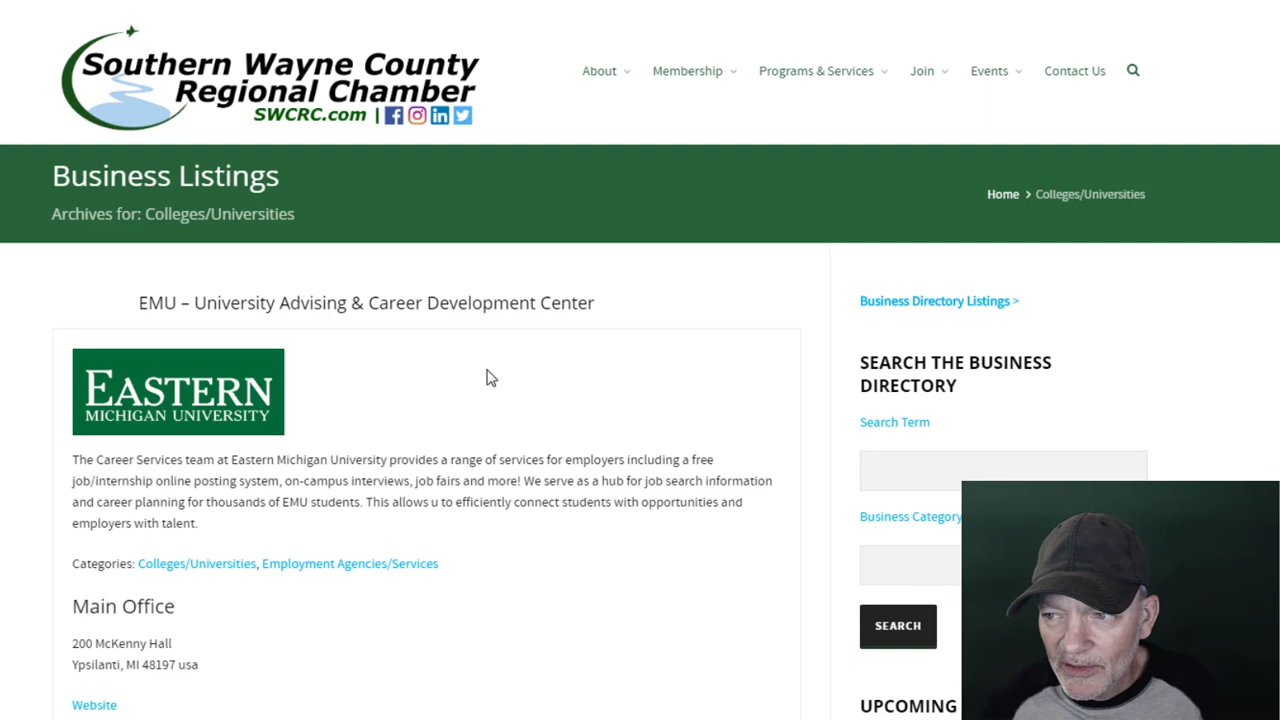 Southern Wayne County
Regional Chamber
SWCRC.com |
About
Membership
Programs & Services
Join
Events
Contact Us
Business Listings
Archives for: Colleges/Universities
Home > Colleges/Universities
EMU – University Advising & Career Development Center
EASTERN
MICHIGAN UNIVERSITY
The Career Services team at Eastern Michigan University provides a range of services for employers including a free
job/internship online posting system, on-campus interviews, job fairs and more! We serve as a hub for job search information
and career planning for thousands of EMU students. This allows u to efficiently connect students with opportunities and
employers with talent.
Categories: Colleges/Universities, Employment Agencies/Services
Main Office
200 McKenny Hall
Ypsilanti, MI 48197 usa
Website
Business Directory Listings >
SEARCH THE BUSINESS
DIRECTORY
Search Term
Business Category
SEARCH
UPCOMING